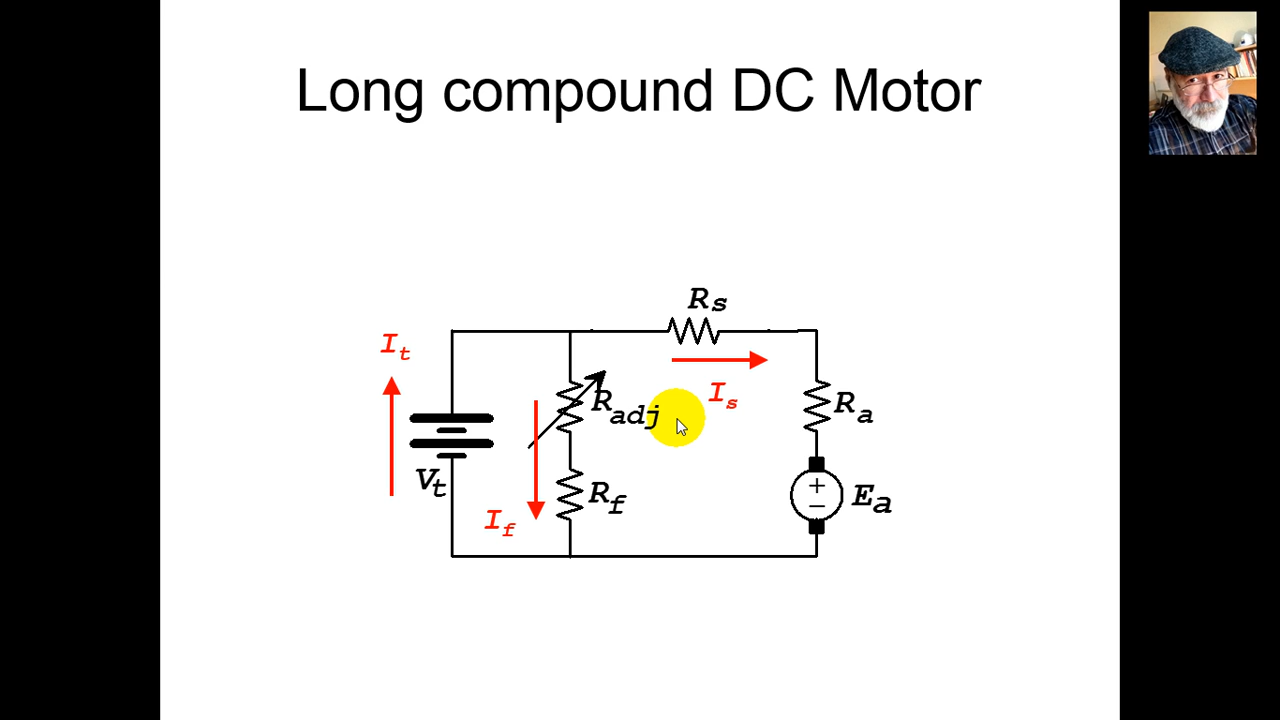 Long compound DC Motor
Rs
It
Is
Radj
Ra
Vt
Rf
+
−
Ea
If